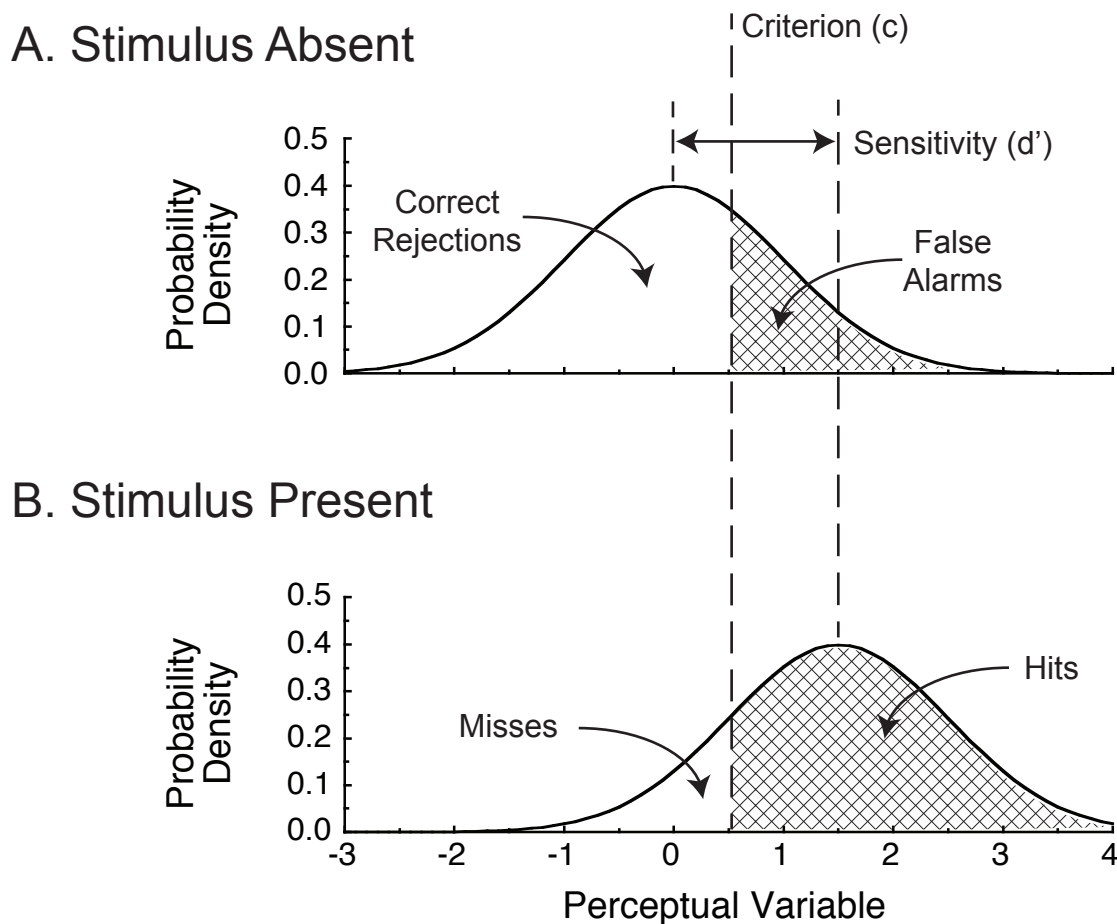 Criterion (c)
A. Stimulus Absent
Sensitivity (d’)
Probability
Density
0.5
0.4
0.3
0.2
0.1
0.0
Correct
Rejections
False
Alarms
B. Stimulus Present
Probability
Density
0.5
0.4
0.3
0.2
0.1
0.0
Misses
Hits
-3 -2 -1 0 1 2 3 4
Perceptual Variable